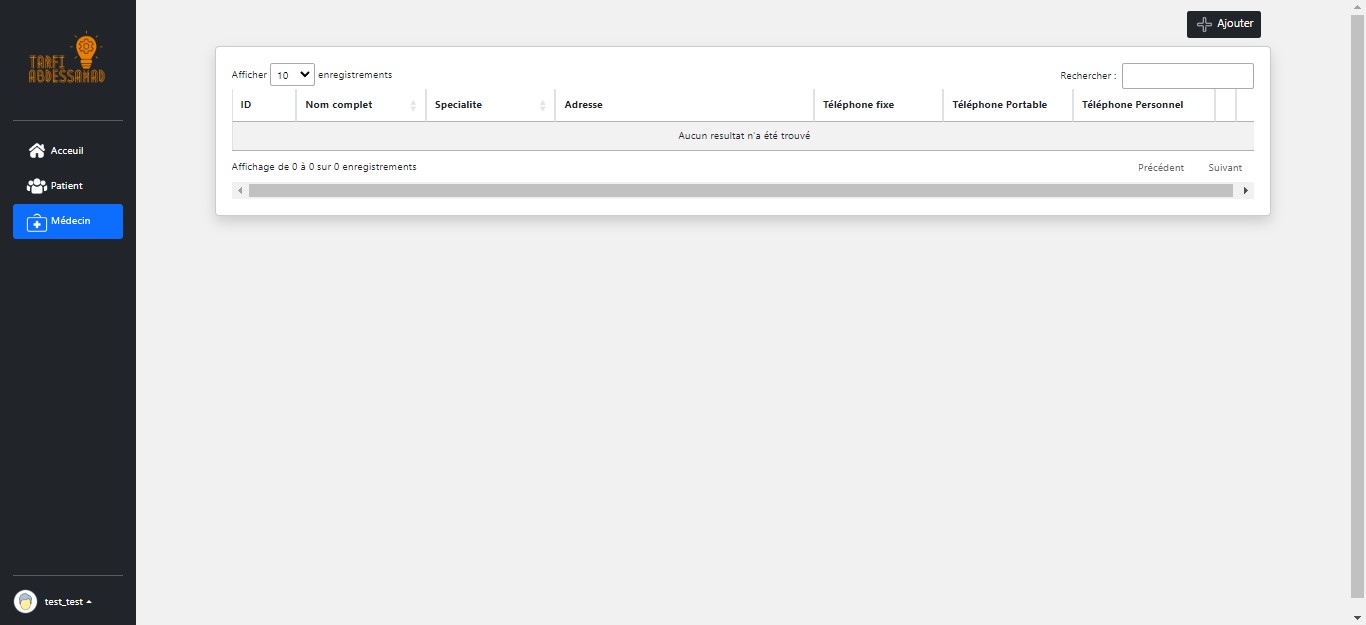 Ajouter
TARFI
ABDESSAMAD
Afficher 10 enregistrements
Rechercher :
ID Nom complet Specialite Adresse Téléphone fixe Téléphone Portable Téléphone Personnel
Aucun resultat n'a été trouvé
Affichage de 0 à 0 sur 0 enregistrements
Précédent Suivant
Acceuil
Patient
Médecin
test_test